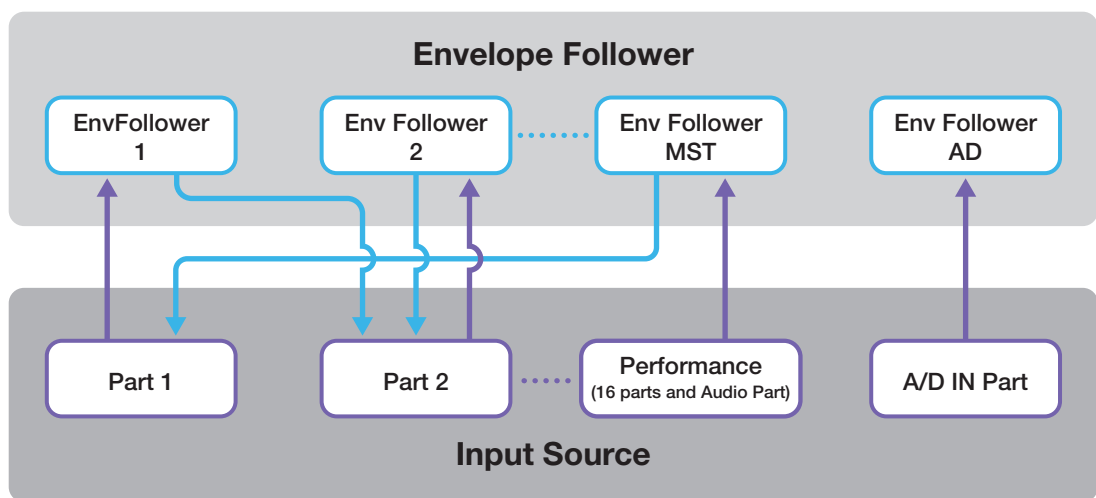 Envelope Follower
EnvFollower
1
Env Follower
2
Env Follower
MST
Env Follower
AD
Part 1
Part 2
Performance
(16 parts and Audio Part)
A/D IN Part
Input Source